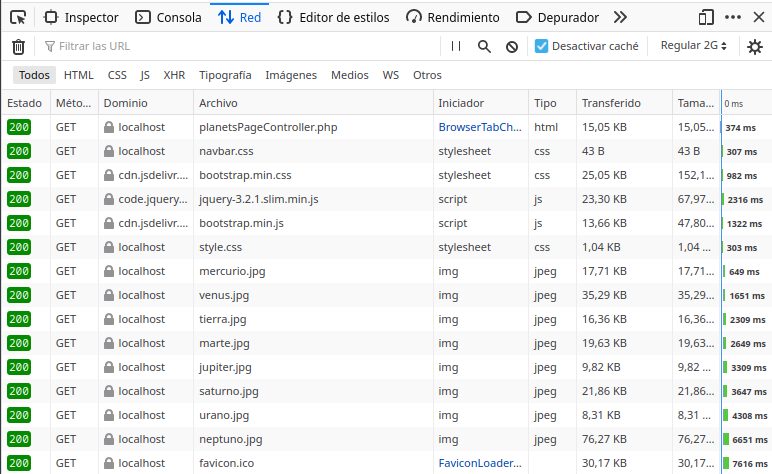 Inspector Consola Red Editor de estilos Rendimiento Depurador
Filtrar las URL Desactivar caché Regular 2G
Todos HTML CSS JS XHR Tipografía Imágenes Medios WS Otros
Estado Méto... Dominio Archivo Iniciador Tipo Transferido Tama... 0 ms
200 GET localhost planetsPageController.php BrowserTabCh... html 15,05 KB 15,05... 374 ms
200 GET localhost navbar.css stylesheet css 43 B 43 B 307 ms
200 GET cdn.jsdelivr.... bootstrap.min.css stylesheet css 25,05 KB 152,1... 982 ms
200 GET code.jquery... jquery-3.2.1.slim.min.js script js 23,30 KB 67,97... 2316 ms
200 GET cdn.jsdelivr.... bootstrap.min.js script js 13,66 KB 47,80... 1322 ms
200 GET localhost style.css stylesheet css 1,04 KB 1,04 ... 303 ms
200 GET localhost mercurio.jpg img jpeg 17,71 KB 17,71... 649 ms
200 GET localhost venus.jpg img jpeg 35,29 KB 35,29... 1651 ms
200 GET localhost tierra.jpg img jpeg 16,36 KB 16,36... 2309 ms
200 GET localhost marte.jpg img jpeg 19,63 KB 19,63... 2649 ms
200 GET localhost jupiter.jpg img jpeg 9,82 KB 9,82 ... 3309 ms
200 GET localhost saturno.jpg img jpeg 21,86 KB 21,86... 3647 ms
200 GET localhost urano.jpg img jpeg 8,31 KB 8,31 ... 4308 ms
200 GET localhost neptuno.jpg img jpeg 76,27 KB 76,27... 6651 ms
200 GET localhost favicon.ico FaviconLoader... 30,17 KB 30,17... 7616 ms